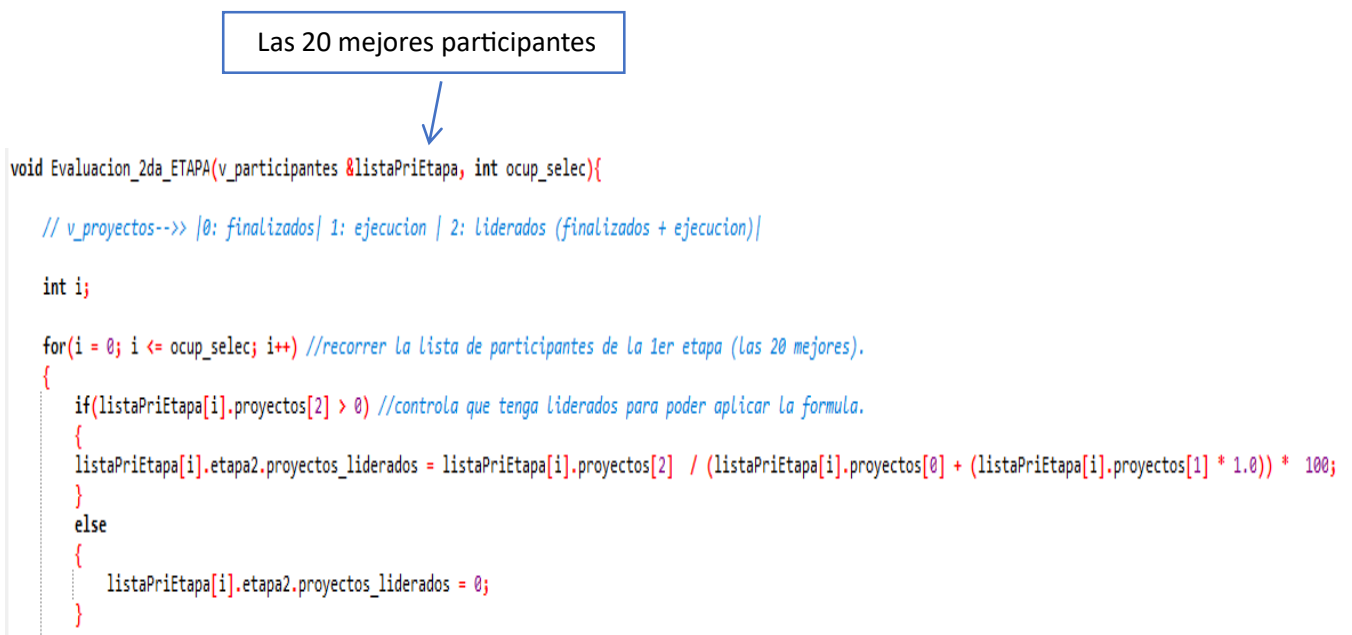 Las 20 mejores participantes
void Evaluacion_2da_ETAPA(v_participantes &listaPriEtapa, int ocup_selec){
// v_proyectos-->> |0: finalizados| 1: ejecucion | 2: liderados (finalizados + ejecucion)|
int i;
for(i = 0; i <= ocup_selec; i++) //recorrer la lista de participantes de la 1er etapa (las 20 mejores).
{
if(listaPriEtapa[i].proyectos[2] > 0) //controla que tenga liderados para poder aplicar la formula.
{
listaPriEtapa[i].etapa2.proyectos_liderados = listaPriEtapa[i].proyectos[2] / (listaPriEtapa[i].proyectos[0] + (listaPriEtapa[i].proyectos[1] * 1.0)) * 100;
}
else
{
listaPriEtapa[i].etapa2.proyectos_liderados = 0;
}